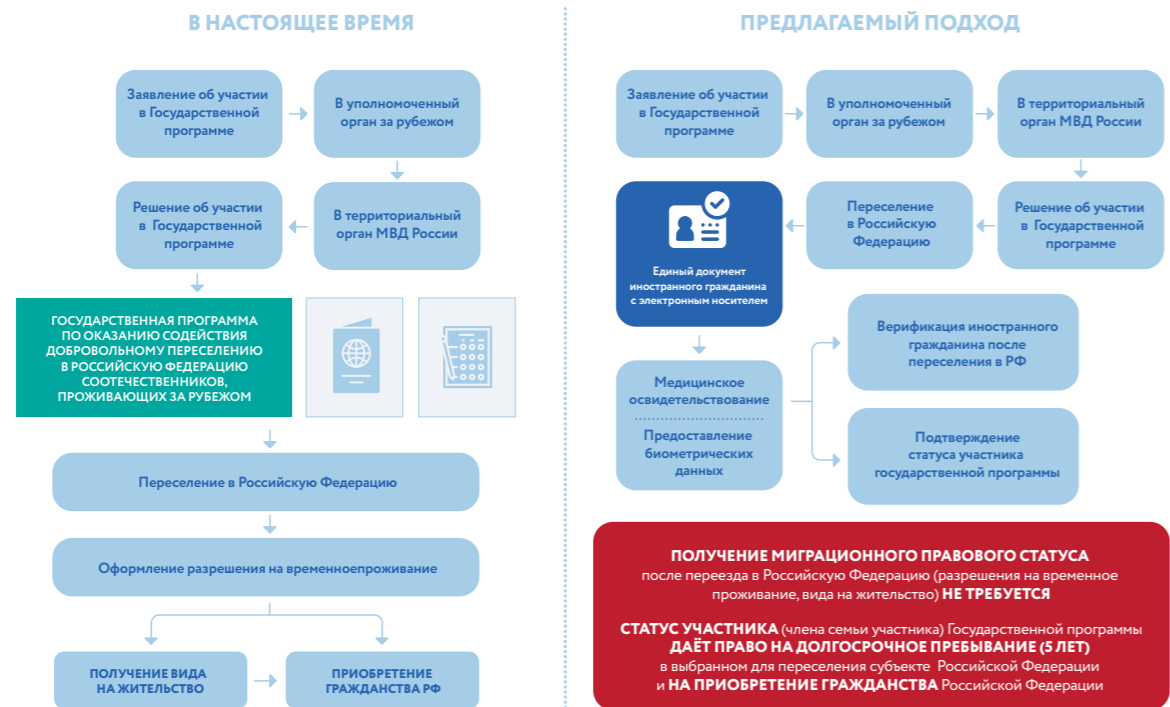 В НАСТОЯЩЕЕ ВРЕМЯ
Заявление об участии
в Государственной
программе
В уполномоченный
орган за рубежом
Решение об участии
в Государственной
программе
В территориальный
орган МВД России
ГОСУДАРСТВЕННАЯ ПРОГРАММА
ПО ОКАЗАНИЮ СОДЕЙСТВИЯ
ДОБРОВОЛЬНОМУ ПЕРЕСЕЛЕНИЮ
В РОССИЙСКУЮ ФЕДЕРАЦИЮ
СООТЕЧЕСТВЕННИКОВ,
ПРОЖИВАЮЩИХ ЗА РУБЕЖОМ
Переселение в Российскую Федерацию
Оформление разрешения на временноепроживание
ПОЛУЧЕНИЕ ВИДА
НА ЖИТЕЛЬСТВО
ПРИОБРЕТЕНИЕ
ГРАЖДАНСТВА РФ
ПРЕДЛАГАЕМЫЙ ПОДХОД
Заявление об участии
в Государственной
программе
В уполномоченный
орган за рубежом
В территориальный
орган МВД России
Единый документ
иностранного гражданина
с электронным носителем
Переселение
в Российскую
Федерацию
Решение об участии
в Государственной
программе
Медицинское
освидетельствование
Предоставление
биометрических
данных
Верификация иностранного
гражданина после
переселения в РФ
Подтверждение
статуса участника
государственной программы
ПОЛУЧЕНИЕ МИГРАЦИОННОГО ПРАВОВОГО СТАТУСА
после переезда в Российскую Федерацию (разрешения на временное
проживание, вида на жительство) НЕ ТРЕБУЕТСЯ
СТАТУС УЧАСТНИКА (члена семьи участника) Государственной программы
ДАЁТ ПРАВО НА ДОЛГОСРОЧНОЕ ПРЕБЫВАНИЕ (5 ЛЕТ)
в выбранном для переселения субъекте Российской Федерации
и НА ПРИОБРЕТЕНИЕ ГРАЖДАНСТВА Российской Федерации